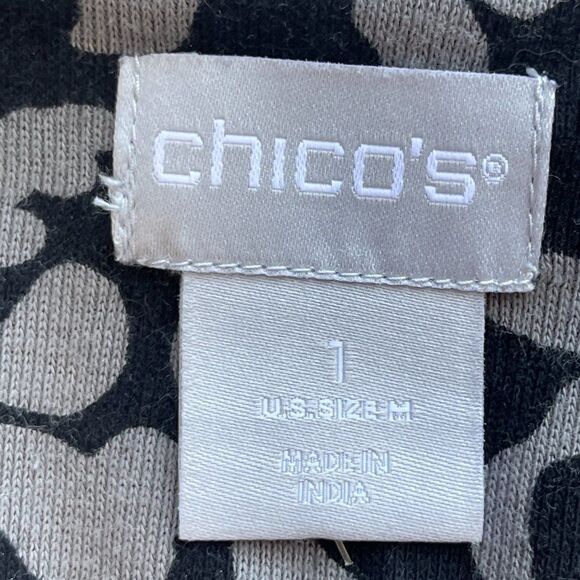 chico's®
1
U.S. SIZE M
MADE IN
INDIA